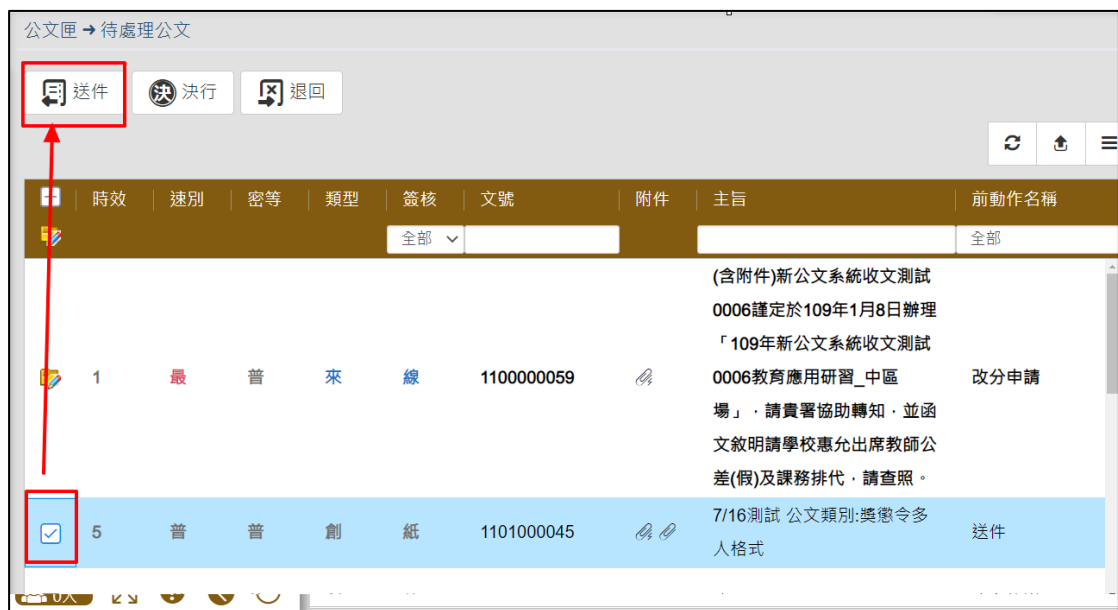 公文匣➜待處理公文
送件 決 決行 退回
時效 速別 密等 類型 簽核 文號 附件 主旨 前動作名稱
全部 全部
(含附件)新公文系統收文測試
0006謹定於109年1月8日辦理
「109年新公文系統收文測試
1 最 普 來 線 1100000059 0006教育應用研習_中區 改分申請
場」,請貴署協助轉知,並函
文敘明請學校惠允出席教師公
差(假)及課務排代,請查照。
5 普 普 創 紙 1101000045 7/16測試 公文類別:獎懲令多 送件
人格式
0人